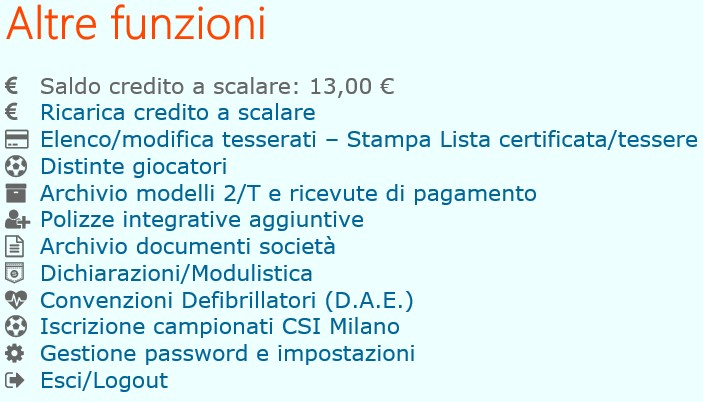 Altre funzioni
€ Saldo credito a scalare: 13,00 €
€ Ricarica credito a scalare
Elenco/modifica tesserati – Stampa Lista certificata/tessere
Distinte giocatori
Archivio modelli 2/T e ricevute di pagamento
Polizze integrative aggiuntive
Archivio documenti società
Dichiarazioni/Modulistica
Convenzioni Defibrillatori (D.A.E.)
Iscrizione campionati CSI Milano
Gestione password e impostazioni
Esci/Logout